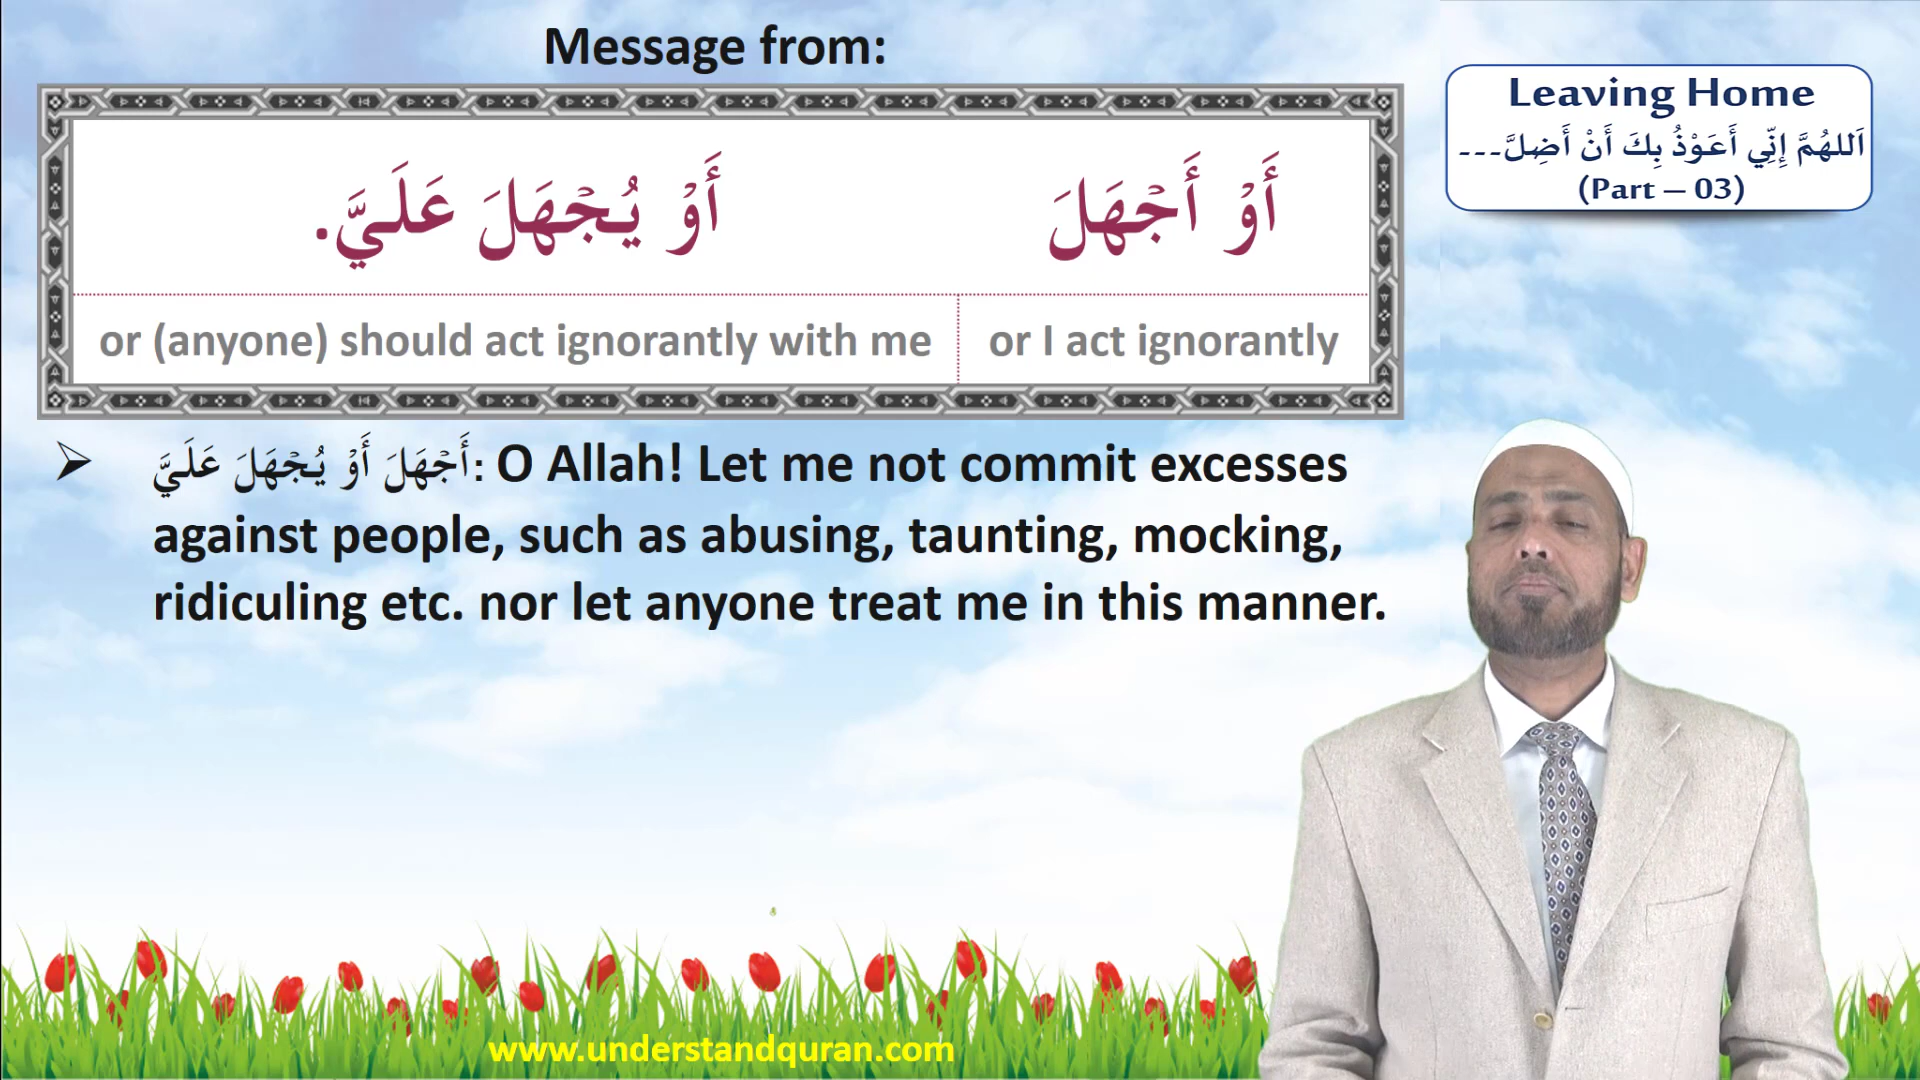 Message from:
أَوْ أَجْهَلَ أَوْ يُجْهَلَ عَلَيَّ.
or (anyone) should act ignorantly with me
or I act ignorantly
أَجْهَلَ أَوْ يُجْهَلَ عَلَيَّ: O Allah! Let me not commit excesses
against people, such as abusing, taunting, mocking,
ridiculing etc. nor let anyone treat me in this manner.
Leaving Home
اَللهُمَّ إِنِّي أَعَوْذُ بِكَ أَنْ أَضِلَّ---
(Part – 03)
www.understandquran.com